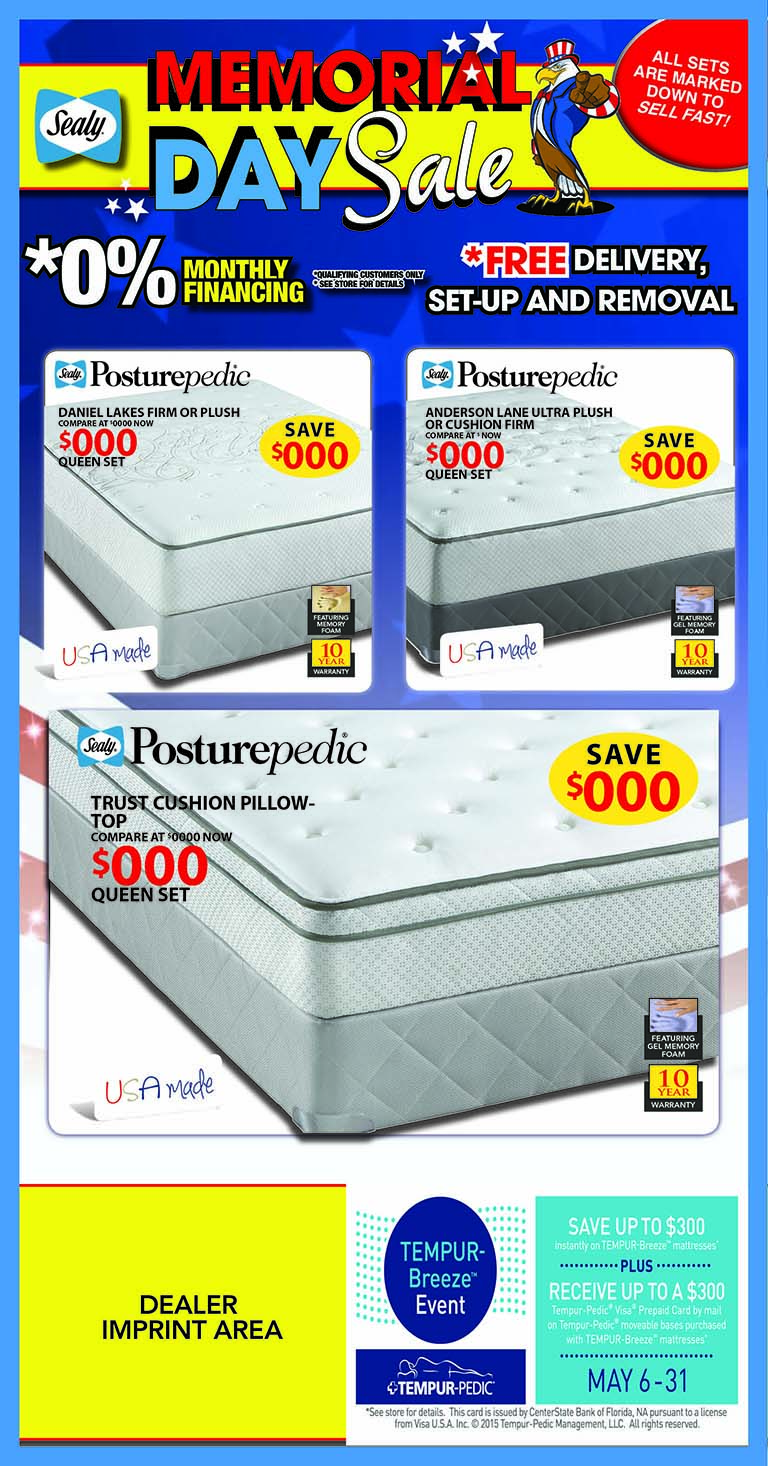 Sealy.
MEMORIAL
DAY Sale
ALL SETS
ARE MARKED
DOWN TO
SELL FAST!
*0% MONTHLY
FINANCING
*QUALIFYING CUSTOMERS ONLY
* SEE STORE FOR DETAILS
*FREE DELIVERY,
SET-UP AND REMOVAL
Sealy Posturepedic
DANIEL LAKES FIRM OR PLUSH
COMPARE AT $0000 NOW
$000
QUEEN SET
SAVE
$000
FEATURING
MEMORY
FOAM
10
YEAR
WARRANTY
USA made
Sealy Posturepedic
ANDERSON LANE ULTRA PLUSH
OR CUSHION FIRM
COMPARE AT $ NOW
$000
QUEEN SET
SAVE
$000
FEATURING
GEL MEMORY
FOAM
10
YEAR
WARRANTY
USA made
Sealy. Posturepedic®
TRUST CUSHION PILLOW-
TOP
COMPARE AT $0000 NOW
$000
QUEEN SET
SAVE
$000
FEATURING
GEL MEMORY
FOAM
10
YEAR
WARRANTY
USA made
DEALER
IMPRINT AREA
TEMPUR-
Breeze™
Event
TEMPUR-PEDIC®
SAVE UP TO $300
Instantly on TEMPUR-Breeze™ mattresses*
PLUS
RECEIVE UP TO A $300
Tempur-Pedic® Visa® Prepaid Card by mail
on Tempur-Pedic® moveable bases purchased
with TEMPUR-Breeze™ mattresses*
MAY 6-31
*See store for details. This card is issued by CenterState Bank of Florida, NA pursuant to a license
from Visa U.S.A. Inc. © 2015 Tempur-Pedic Management, LLC. All rights reserved.